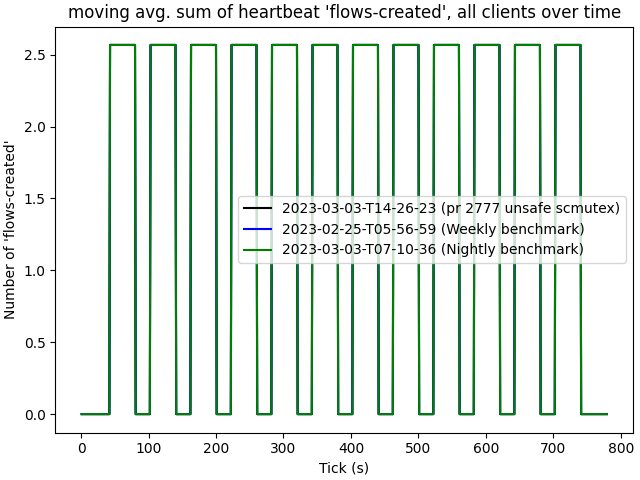 moving avg. sum of heartbeat 'flows-created', all clients over time
Number of 'flows-created'
2.5
2.0
1.5
1.0
0.5
0.0
2023-03-03-T14-26-23 (pr 2777 unsafe scmutex)
2023-02-25-T05-56-59 (Weekly benchmark)
2023-03-03-T07-10-36 (Nightly benchmark)
0 100 200 300 400 500 600 700 800
Tick (s)